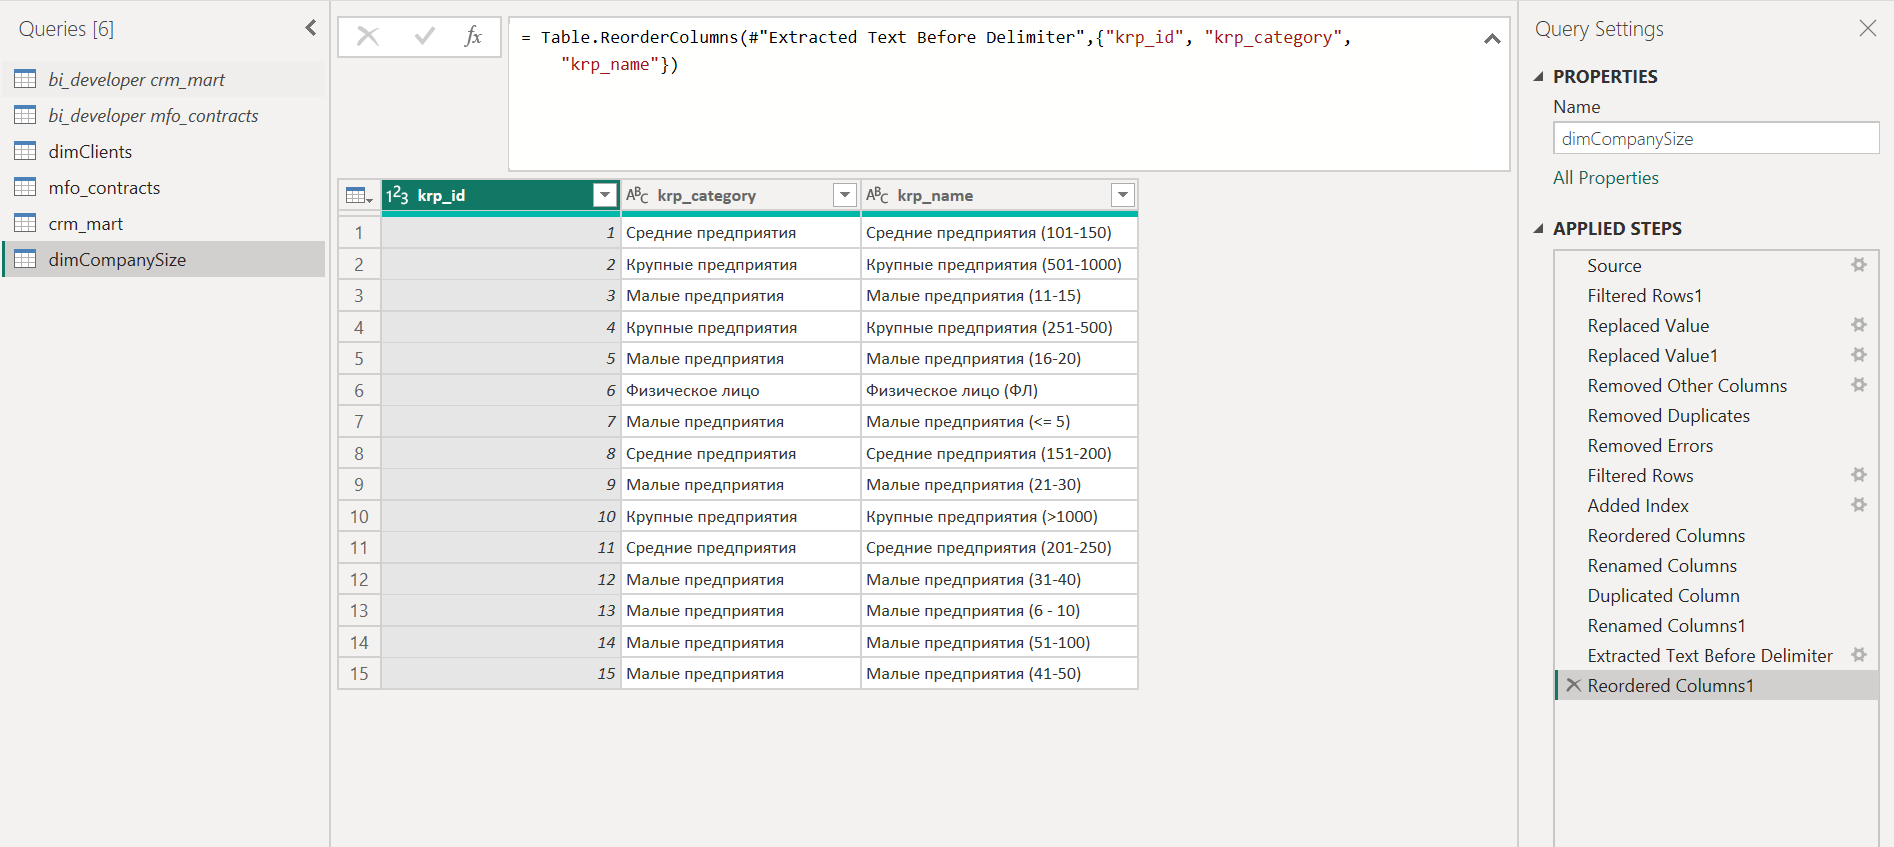 Queries [6]
bi_developer crm_mart
bi_developer mfo_contracts
dimClients
mfo_contracts
crm_mart
dimCompanySize
fx
= Table.ReorderColumns(#"Extracted Text Before Delimiter",{"krp_id", "krp_category",
"krp_name"})
123 krp_id ABC krp_category ABC krp_name
1 1 Средние предприятия Средние предприятия (101-150)
2 2 Крупные предприятия Крупные предприятия (501-1000)
3 3 Малые предприятия Малые предприятия (11-15)
4 4 Крупные предприятия Крупные предприятия (251-500)
5 5 Малые предприятия Малые предприятия (16-20)
6 6 Физическое лицо Физическое лицо (ФЛ)
7 7 Малые предприятия Малые предприятия (<= 5)
8 8 Средние предприятия Средние предприятия (151-200)
9 9 Малые предприятия Малые предприятия (21-30)
10 10 Крупные предприятия Крупные предприятия (>1000)
11 11 Средние предприятия Средние предприятия (201-250)
12 12 Малые предприятия Малые предприятия (31-40)
13 13 Малые предприятия Малые предприятия (6 - 10)
14 14 Малые предприятия Малые предприятия (51-100)
15 15 Малые предприятия Малые предприятия (41-50)
Query Settings
PROPERTIES
Name
dimCompanySize
All Properties
APPLIED STEPS
Source
Filtered Rows1
Replaced Value
Replaced Value1
Removed Other Columns
Removed Duplicates
Removed Errors
Filtered Rows
Added Index
Reordered Columns
Renamed Columns
Duplicated Column
Renamed Columns1
Extracted Text Before Delimiter
Reordered Columns1